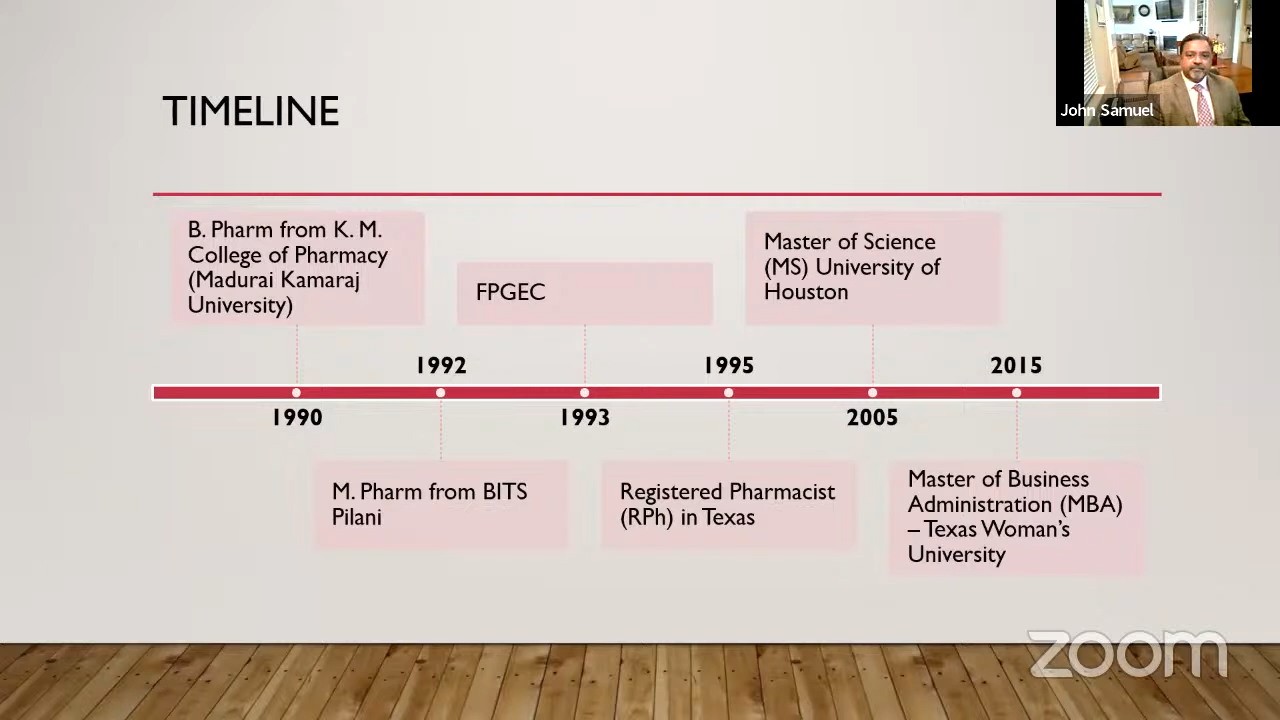 John Samuel
TIMELINE
B. Pharm from K. M.
College of Pharmacy
(Madurai Kamaraj
University)
FPGEC
Master of Science
(MS) University of
Houston
1992
1995
2015
1990
1993
2005
M. Pharm from BITS
Pilani
Registered Pharmacist
(RPh) in Texas
Master of Business
Administration (MBA)
– Texas Woman's
University
zoom